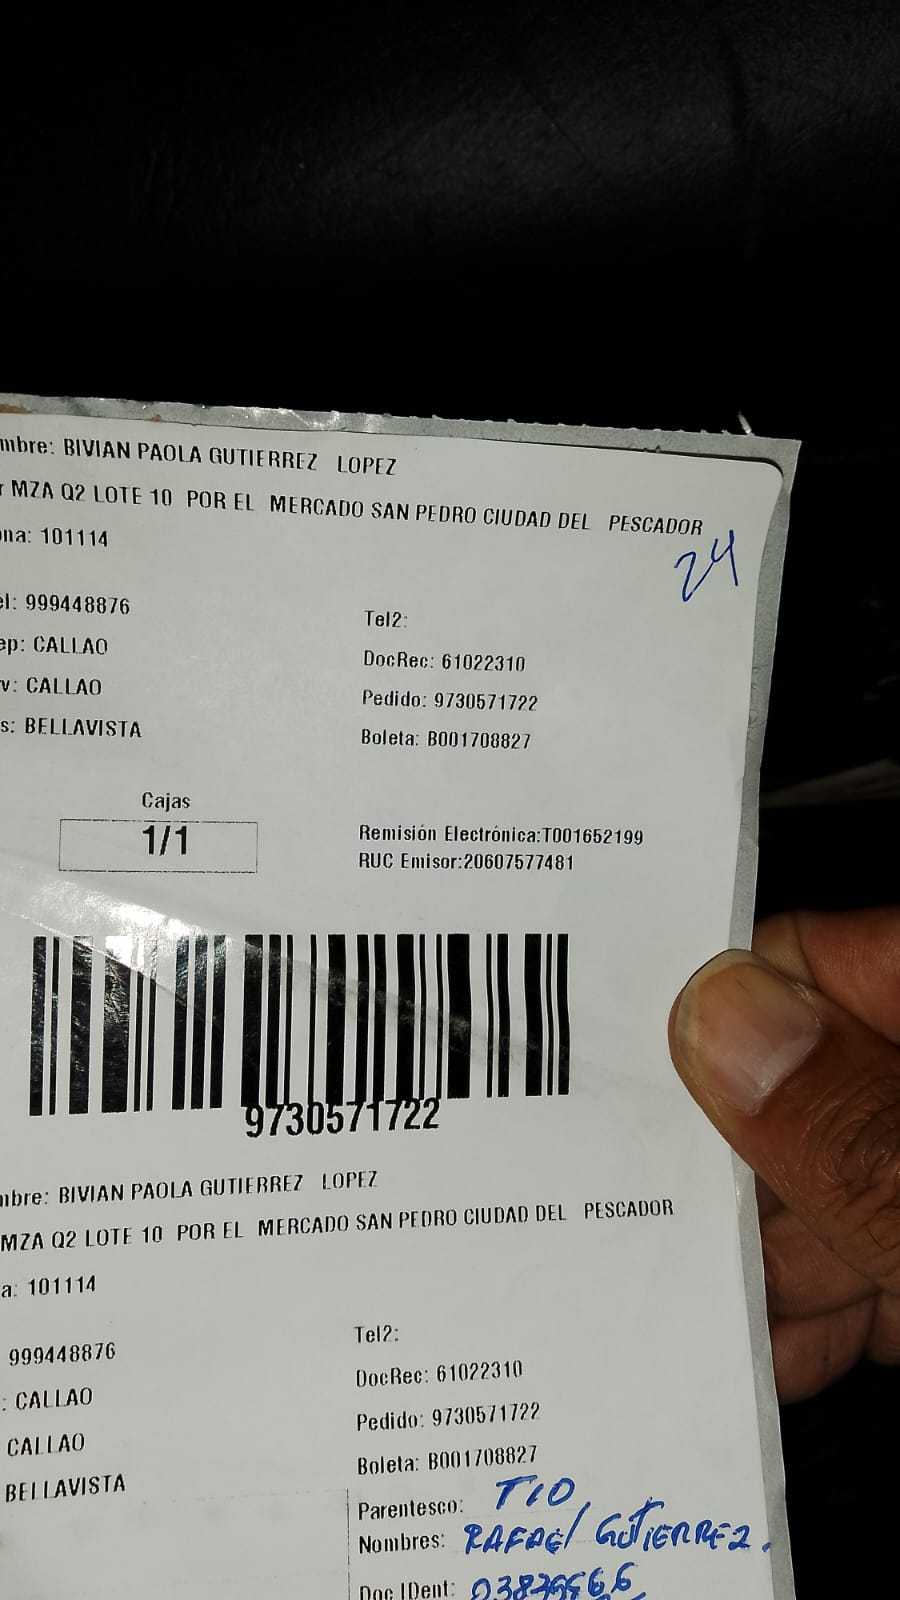 mbre: BIVIAN PAOLA GUTIERREZ LOPEZ
r MZA Q2 LOTE 10 POR EL MERCADO SAN PEDRO CIUDAD DEL PESCADOR
ona: 101114
24
el: 999448876
Tel2:
ep: CALLAO
DocRec: 61022310
v: CALLAO
Pedido: 9730571722
s: BELLAVISTA
Boleta: B001708827
Cajas
1/1
Remisión Electrónica:T001652199
RUC Emisor:20607577481
9730571722
mbre: BIVIAN PAOLA GUTIERREZ LOPEZ
MZA Q2 LOTE 10 POR EL MERCADO SAN PEDRO CIUDAD DEL PESCADOR
a: 101114
Tel2:
999448876
DocRec: 61022310
: CALLAO
Pedido: 9730571722
CALLAO
Boleta: B001708827
BELLAVISTA
Parentesco: TIO
Nombres: RAFAEl GUTIERREZ.
Doc IDent: